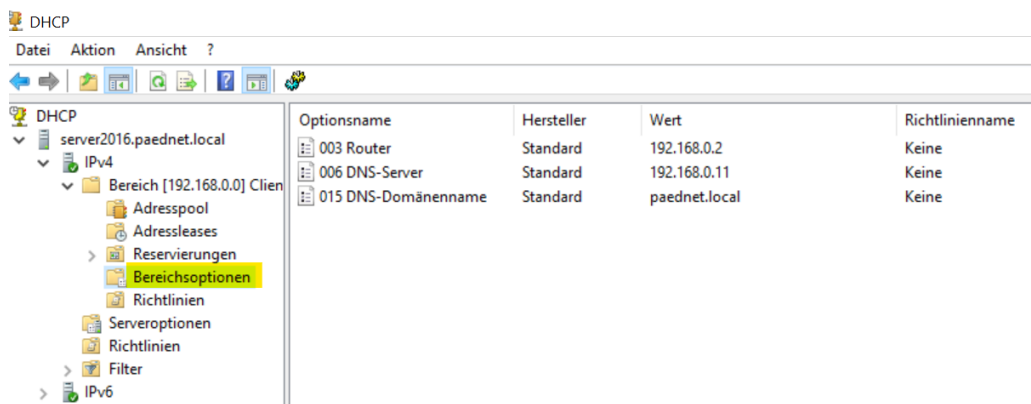 DHCP
Datei Aktion Ansicht ?
DHCP
server2016.paednet.local
IPv4
Bereich [192.168.0.0] Clien
Adresspool
Adressleases
Reservierungen
Bereichsoptionen
Richtlinien
Serveroptionen
Richtlinien
Filter
IPv6
Optionsname Hersteller Wert Richtlinienname
003 Router Standard 192.168.0.2 Keine
006 DNS-Server Standard 192.168.0.11 Keine
015 DNS-Domänenname Standard paednet.local Keine